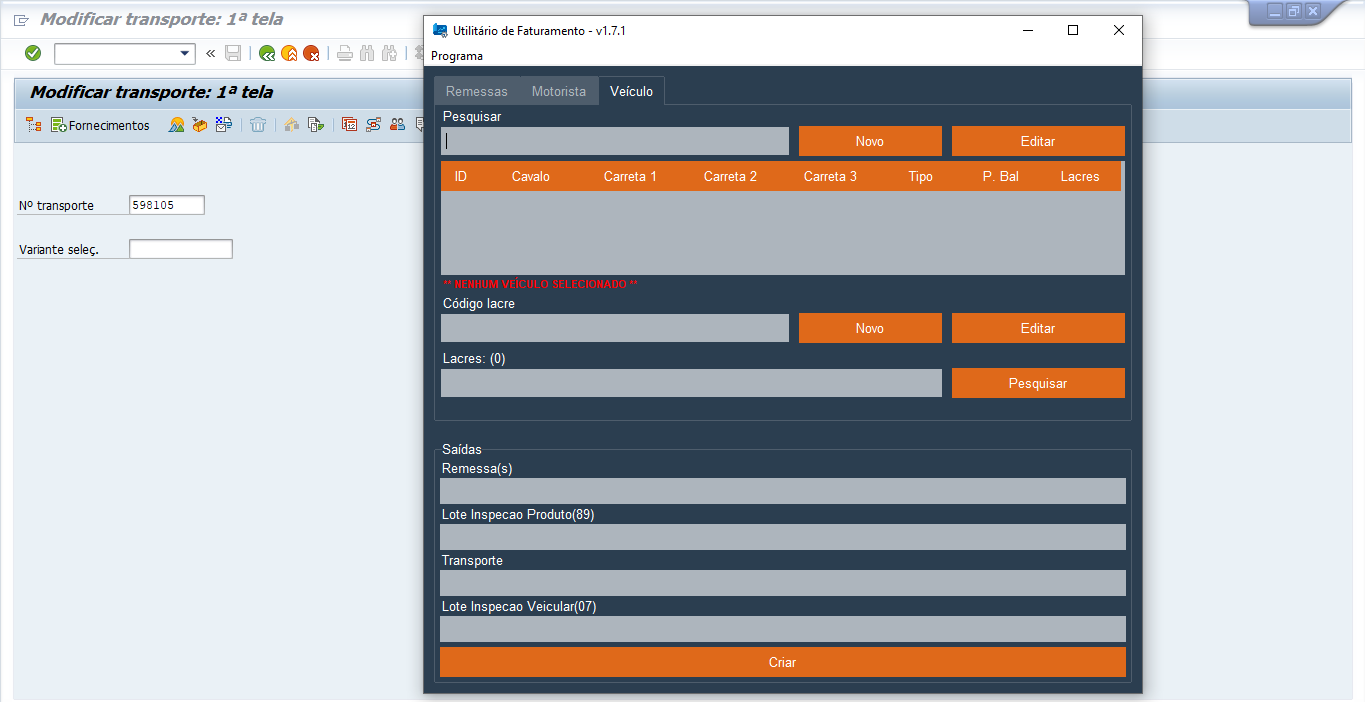 Modificar transporte: 1ª tela
Modificar transporte: 1ª tela
Fornecimentos
Nº transporte 598105
Variante seleç.
Utilitário de Faturamento - v1.7.1
Programa
Remessas Motorista Veículo
Pesquisar
Novo Editar
ID Cavalo Carreta 1 Carreta 2 Carreta 3 Tipo P. Bal Lacres
** NENHUM VEÍCULO SELECIONADO **
Código lacre
Novo Editar
Lacres: (0)
Pesquisar
Saídas
Remessa(s)
Lote Inspecao Produto(89)
Transporte
Lote Inspecao Veicular(07)
Criar